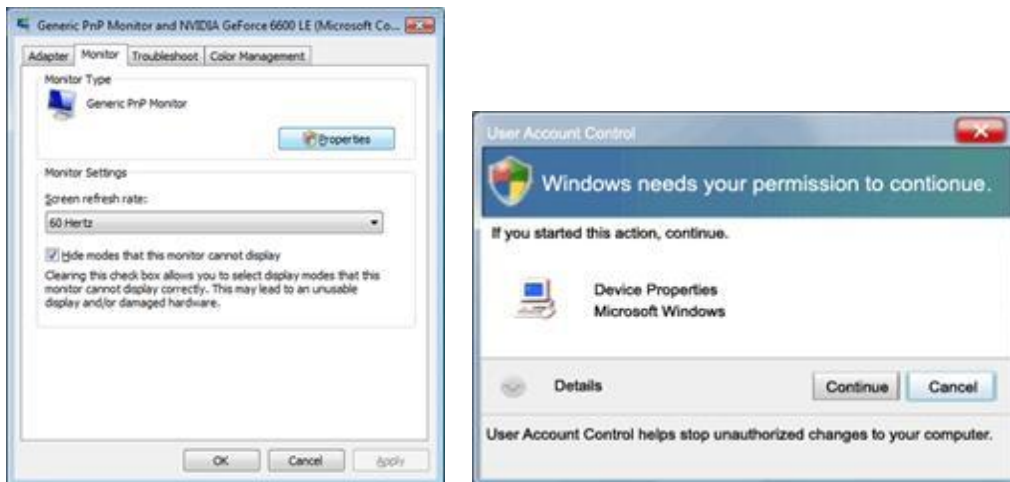 Generic PnP Monitor and NVIDIA GeForce 6600 LE (Microsoft Co...
Adapter Monitor Troubleshoot Color Management
Monitor Type
Generic PnP Monitor
Properties
Monitor Settings
Screen refresh rate:
60 Hertz
Hide modes that this monitor cannot display
Clearing this check box allows you to select display modes that this
monitor cannot display correctly. This may lead to an unusable
display and/or damaged hardware.
OK Cancel Apply
User Account Control
Windows needs your permission to contionue.
If you started this action, continue.
Device Properties
Microsoft Windows
Details Continue Cancel
User Account Control helps stop unauthorized changes to your computer.